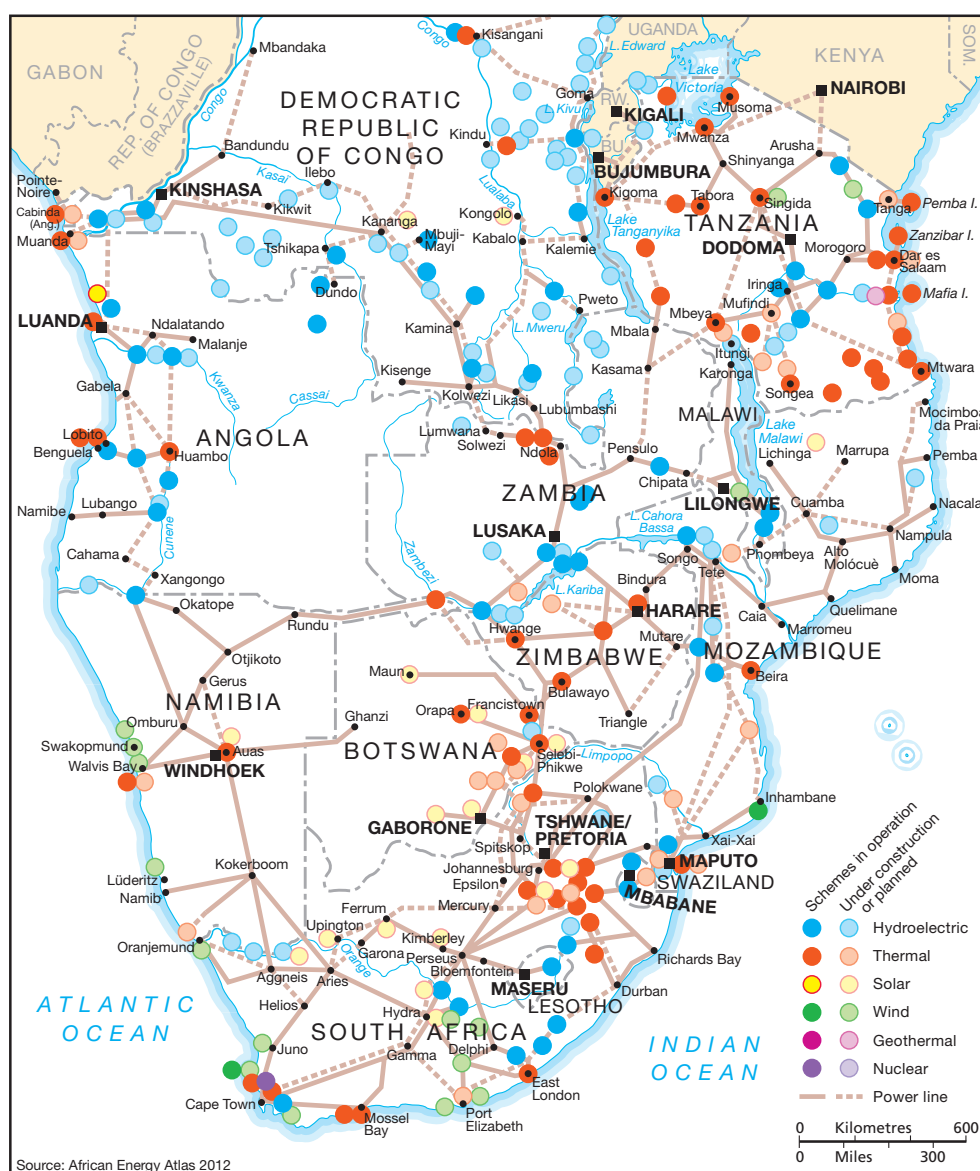 GABON
REP. OF CONGO
(BRAZZAVILLE)
Congo
Mbandaka
Congo
Kisangani
L.Edward
UGANDA
KENYA
SOM.
Lake
Victoria
Musoma
NAIROBI
Goma
RW.
L.Kivu
KIGALI
Mwanza
DEMOCRATIC
REPUBLIC
OF CONGO
Kindu
Bandundu
Kasai
Ilebo
Lualaba
BU.
BUJUMBURA
Shinyanga
Arusha
Pointe-
Noire
KINSHASA
Kikwit
Kananga
Kongolo
Kigoma
Tabora
Singida
Tanga
Pemba I.
Cabinda
(Ang.)
Muanda
Tshikapa
Mbuji-
Mayi
Kabalo
Kalemie
Lake
Tanganyika
TANZANIA
DODOMA
Morogoro
Zanzibar I.
Dar es
Salaam
Dundo
Pweto
Iringa
Mufindi
Mafia I.
LUANDA
Ndalatando
Malanje
Kamina
L.Mweru
Mbala
Mbeya
Itungi
Karonga
Kisenge
Kasama
Kwanza
Cassai
Kolwezi
Likasi
Songea
Mtwara
Gabela
Lubumbashi
MALAWI
Mocimboa
da Praia
Lobito
Benguela
ANGOLA
Huambo
Lumwana
Solwezi
Ndola
Pensulo
Lake
Malawi
Lichinga
Marrupa
Pemba
ZAMBIA
Chipata
LILONGWE
Namibe
Lubango
Cunene
Cuamba
Nacala
LUSAKA
L.Cahora
Bassa
Songo
Tete
Phombeya
Alto
Molócuè
Nampula
Cahama
Xangongo
Zambezi
Bindura
Moma
L.Kariba
Okatope
Rundu
Hwange
HARARE
Caia
Quelimane
Mutare
Marromeu
Otjikoto
ZIMBABWE
MOZAMBIQUE
Gerus
Maun
Bulawayo
Beira
NAMIBIA
Orapa
Francistown
Triangle
Omburu
Ghanzi
Swakopmund
Walvis Bay
Auas
WINDHOEK
BOTSWANA
Selebi-
Phikwe
Limpopo
Polokwane
Inhambane
GABORONE
TSHWANE/
PRETORIA
Spitskop
Xai-Xai
Kokerboom
Johannesburg
Epsilon
MAPUTO
SWAZILAND
MBABANE
Lüderitz
Namib
Mercury
Ferrum
Upington
Oranjemund
Garona
Kimberley
Perseus
Bloemfontein
Richards Bay
Orange
Aggneis
Aries
MASERU
Durban
LESOTHO
Helios
Hydra
SOUTH AFRICA
Juno
Gamma
Delphi
Cape Town
Mossel
Bay
Port
Elizabeth
East
London
ATLANTIC
OCEAN
INDIAN
OCEAN
Schemes in operation
Under construction
or planned
Hydroelectric
Thermal
Solar
Wind
Geothermal
Nuclear
Power line
0 Kilometres 600
0 Miles 300
Source: African Energy Atlas 2012